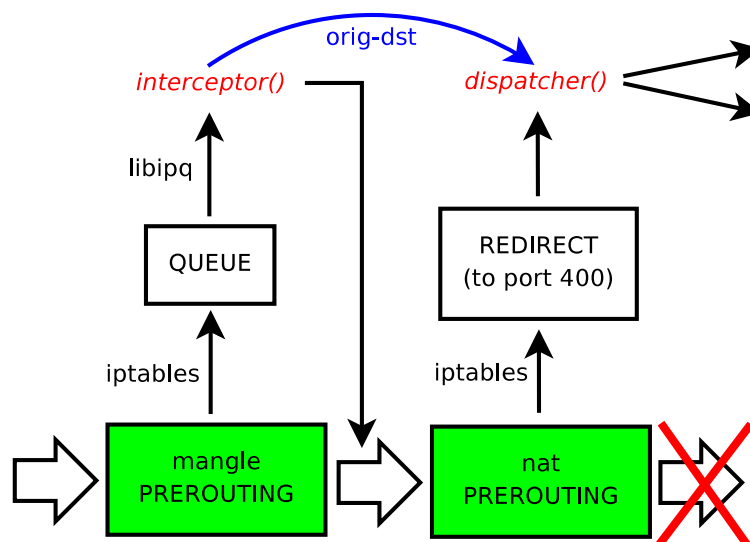 orig-dst
interceptor()
dispatcher()
libipq
QUEUE
REDIRECT
(to port 400)
iptables
iptables
mangle
PREROUTING
nat
PREROUTING